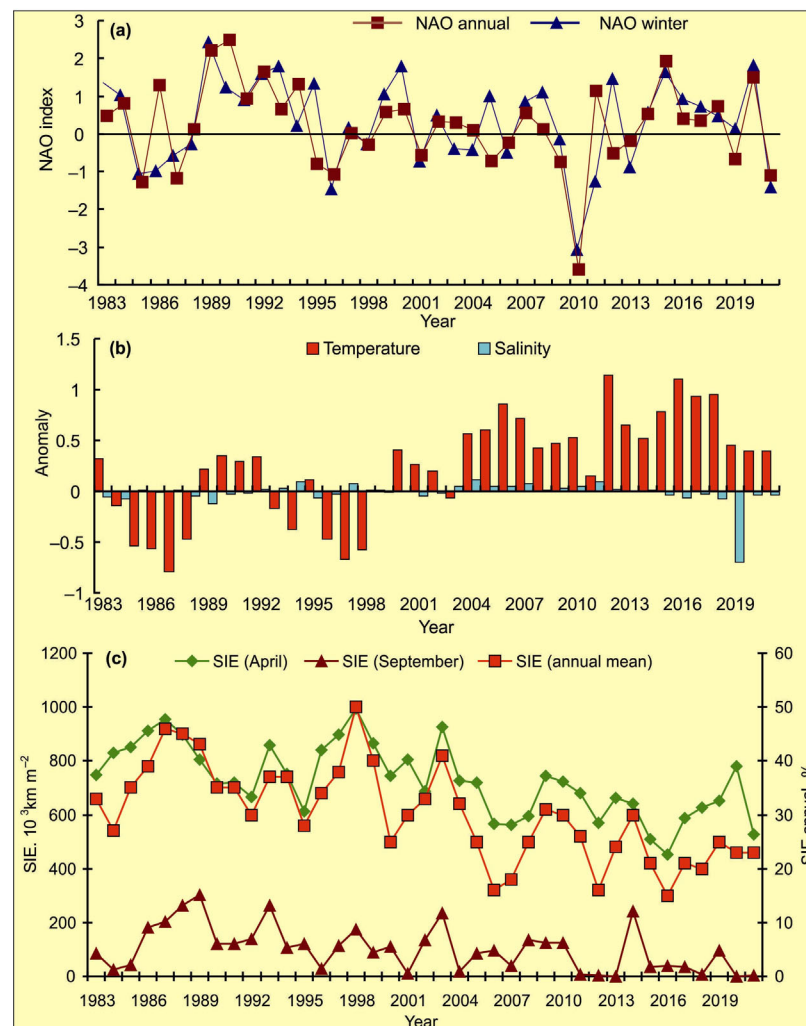 (a)
NAO annual
NAO winter
3
2
1
0
–1
–2
–3
–4
NAO index
1983 1986 1989 1992 1995 1998 2001 2004 2007 2010 2013 2016 2019
Year
(b)
Temperature
Salinity
1.5
1
0.5
0
–0.5
–1
Anomaly
1983 1986 1989 1992 1995 1998 2001 2004 2007 2010 2013 2016 2019
Year
(c)
SIE (April)
SIE (September)
SIE (annual mean)
1200
1000
800
600
400
200
0
SIE. 10 ³km m⁻²
60
50
40
30
20
10
0
SIE annual, %
1983 1986 1989 1992 1995 1998 2001 2004 2007 2010 2013 2016 2019
Year